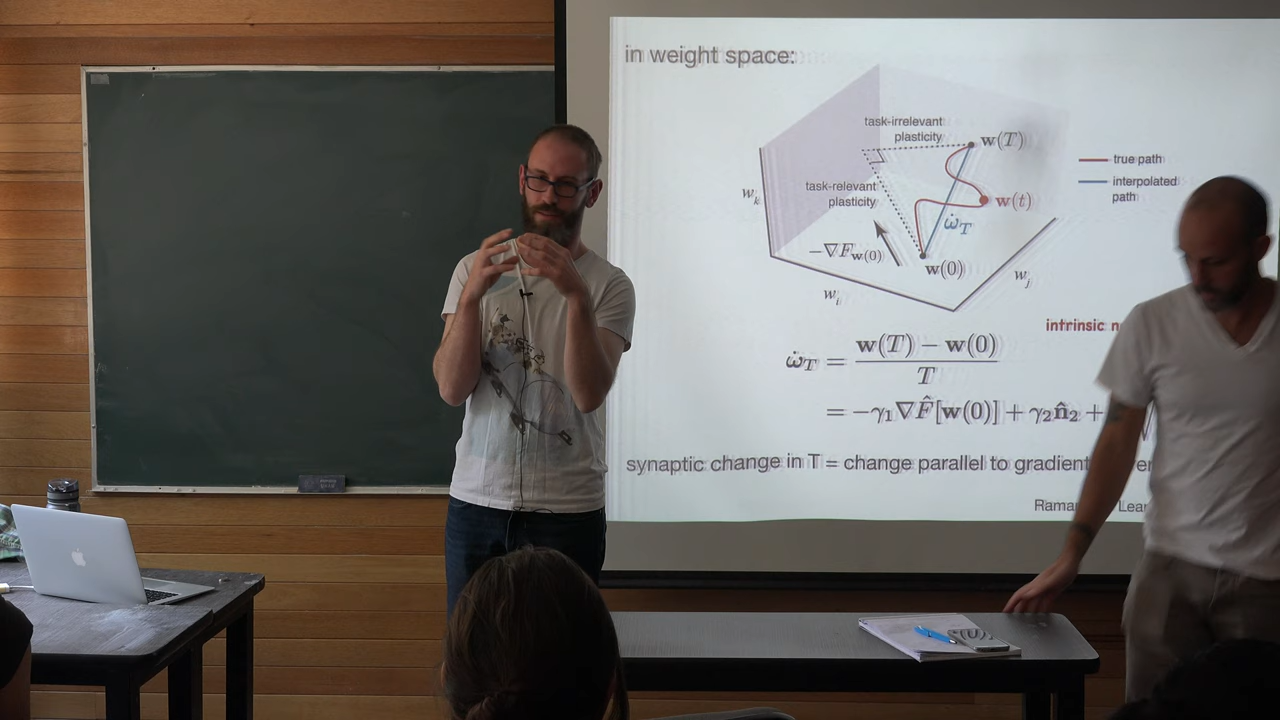 in weight space:
task-irrelevant
plasticity
w(T)
true path
interpolated
path
task-relevant
plasticity
w_k
w(t)
ω̇_T
−∇F_w(0)
w(0)
w_i
w_j
intrinsic
ω̇_T = w(T) − w(0) / T
= −γ₁∇F̂[w(0)] + γ₂n̂₂ +
synaptic change in T = change parallel to gradient